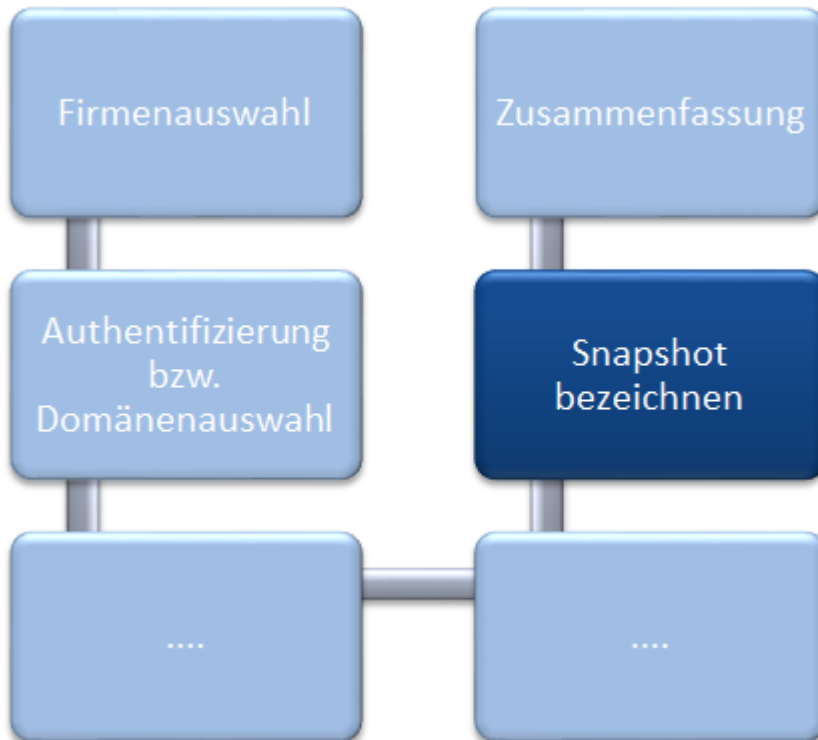 Firmenauswahl
Authentifizierung
bzw.
Domänenauswahl
....
....
Snapshot
bezeichnen
Zusammenfassung